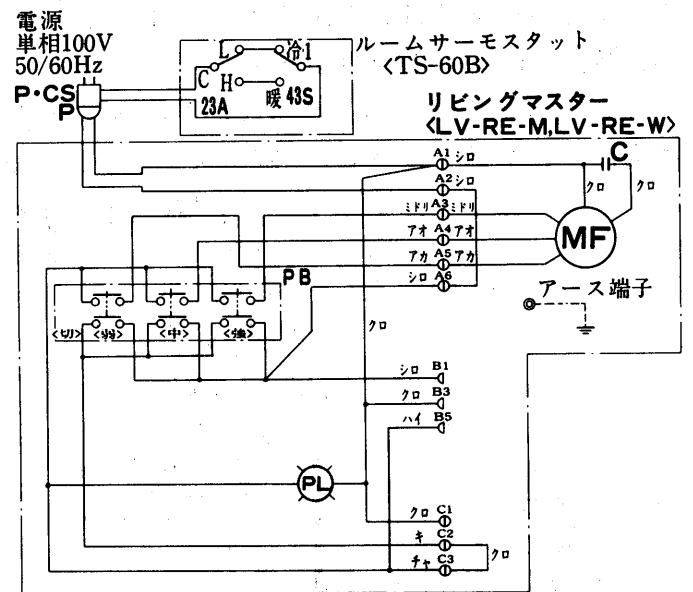 電源
単相100V
50/60Hz
P・CS
P
L
冷1
C
H
暖
23A
43S
ルームサーモスタット
<TS-60B>
リビングマスター
<LV-RE-M,LV-RE-W>
A1 シロ
C
A2 シロ
クロ
クロ
ミドリ A3 ミドリ
アオ A4 アオ
MF
アカ A5 アカ
シロ A6
PB
アース端子
<切>
<弱>
<中>
<強>
クロ
シロ B1
クロ B3
ハイ B5
PL
クロ C1
キ C2
クロ
チャ C3